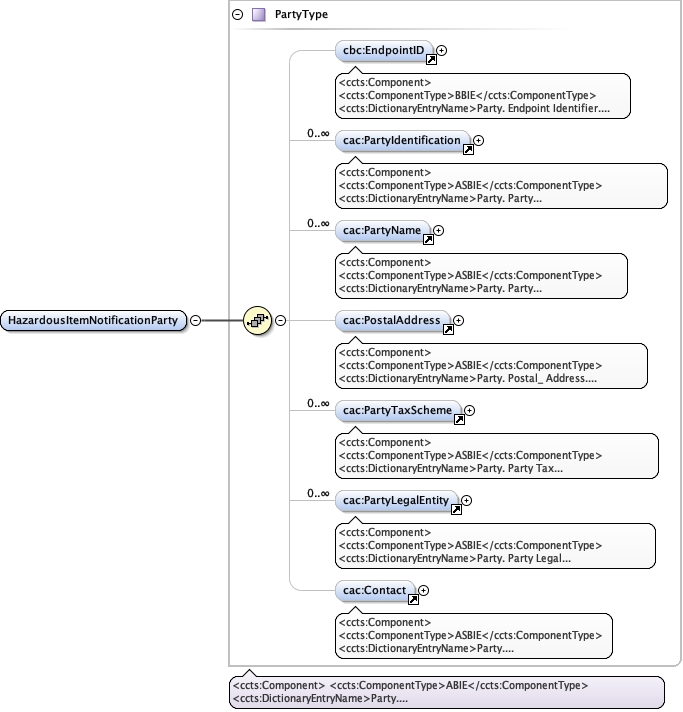 PartyType
cbc:EndpointID
<ccts:Component>
<ccts:ComponentType>BBIE</ccts:ComponentType>
<ccts:DictionaryEntryName>Party. Endpoint Identifier....
0..∞
cac:PartyIdentification
<ccts:Component>
<ccts:ComponentType>ASBIE</ccts:ComponentType>
<ccts:DictionaryEntryName>Party. Party...
0..∞
cac:PartyName
<ccts:Component>
<ccts:ComponentType>ASBIE</ccts:ComponentType>
<ccts:DictionaryEntryName>Party. Party...
HazardousItemNotificationParty
cac:PostalAddress
<ccts:Component>
<ccts:ComponentType>ASBIE</ccts:ComponentType>
<ccts:DictionaryEntryName>Party. Postal_ Address....
0..∞
cac:PartyTaxScheme
<ccts:Component>
<ccts:ComponentType>ASBIE</ccts:ComponentType>
<ccts:DictionaryEntryName>Party. Party Tax...
0..∞
cac:PartyLegalEntity
<ccts:Component>
<ccts:ComponentType>ASBIE</ccts:ComponentType>
<ccts:DictionaryEntryName>Party. Party Legal...
cac:Contact
<ccts:Component>
<ccts:ComponentType>ASBIE</ccts:ComponentType>
<ccts:DictionaryEntryName>Party....
<ccts:Component> <ccts:ComponentType>ABIE</ccts:ComponentType>
<ccts:DictionaryEntryName>Party....